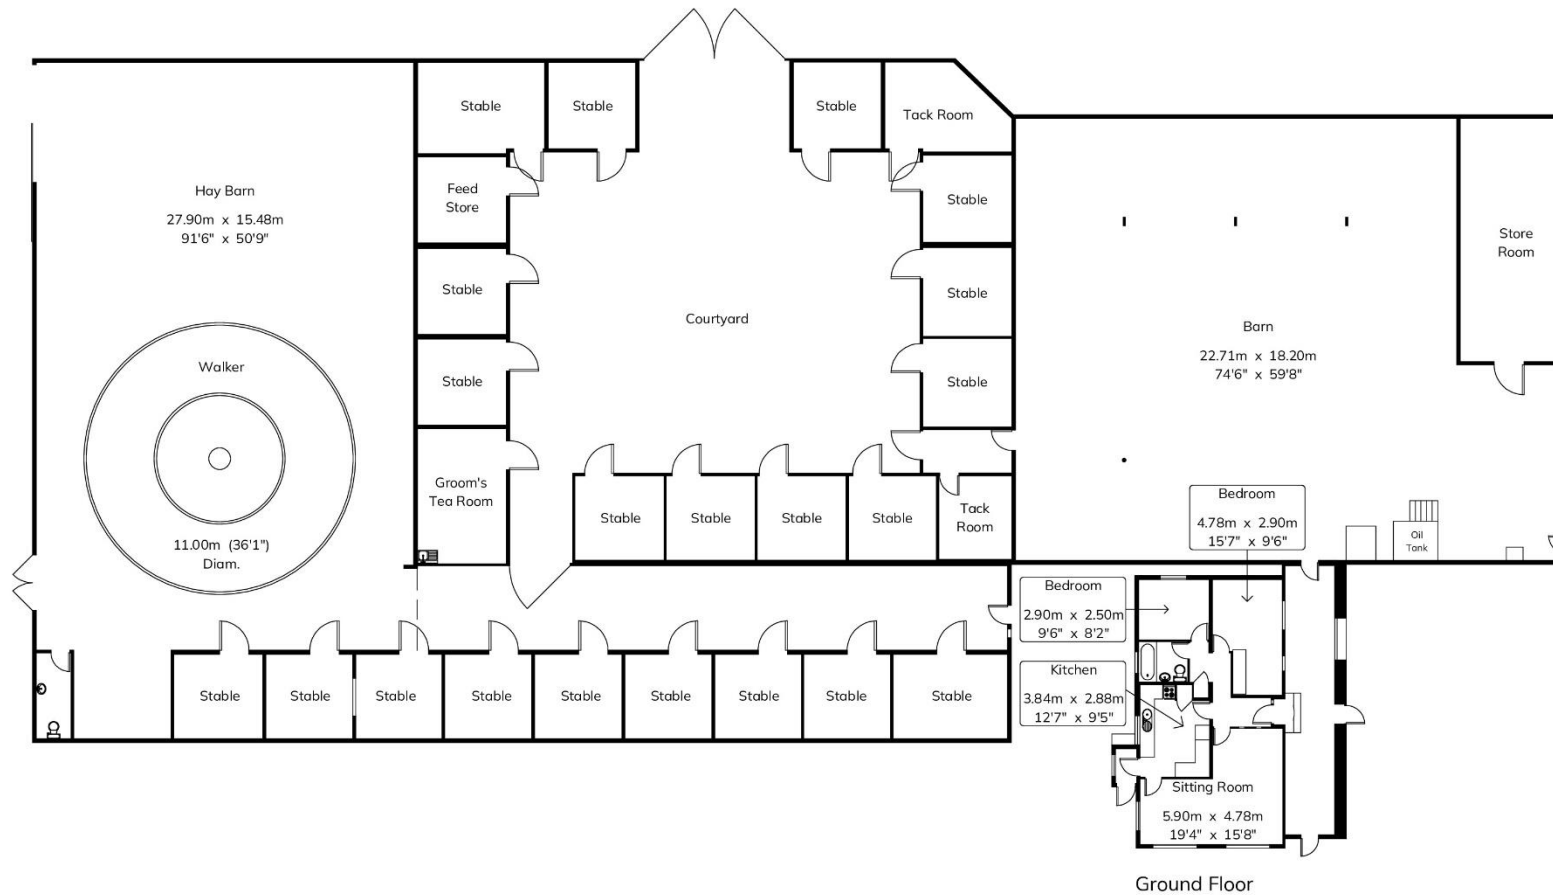 Stable
Stable
Stable
Tack Room
Hay Barn
27.90m x 15.48m
91'6" x 50'9"
Feed
Store
Stable
Store
Room
Stable
Stable
Courtyard
Barn
22.71m x 18.20m
74'6" x 59'8"
Walker
Stable
Stable
Groom's
Tea Room
11.00m (36'1")
Diam.
Stable
Stable
Stable
Stable
Tack
Room
Bedroom
4.78m x 2.90m
15'7" x 9'6"
Oil
Tank
Bedroom
2.90m x 2.50m
9'6" x 8'2"
Kitchen
3.84m x 2.88m
12'7" x 9'5"
Stable
Stable
Stable
Stable
Stable
Stable
Stable
Stable
Stable
Sitting Room
5.90m x 4.78m
19'4" x 15'8"
Ground Floor